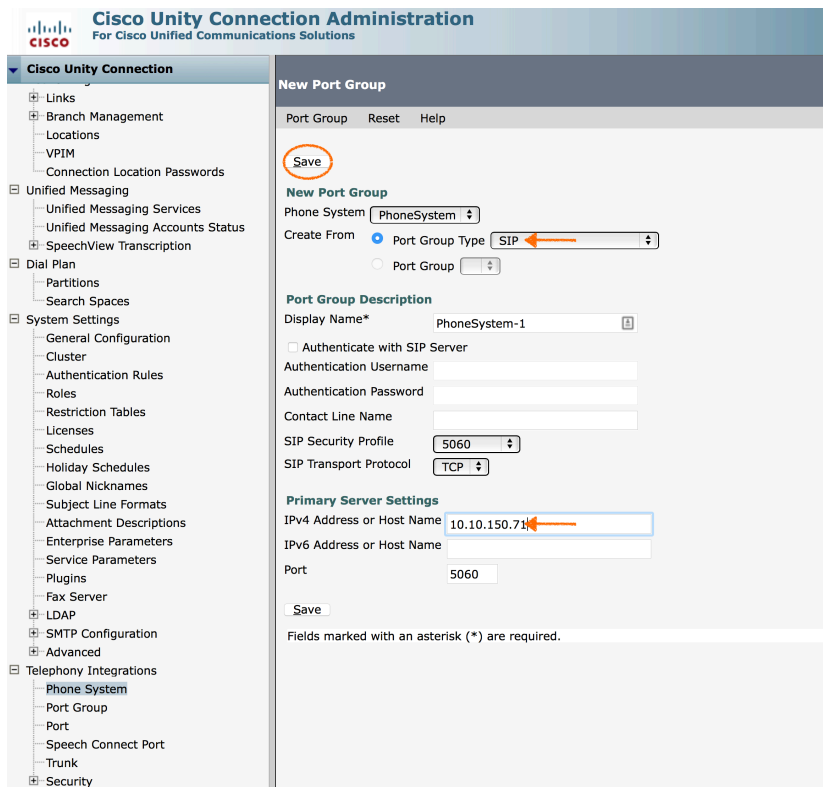 Cisco Unity Connection Administration
For Cisco Unified Communications Solutions
CISCO
Cisco Unity Connection
Links
Branch Management
Locations
VPIM
Connection Location Passwords
Unified Messaging
Unified Messaging Services
Unified Messaging Accounts Status
SpeechView Transcription
Dial Plan
Partitions
Search Spaces
System Settings
General Configuration
Cluster
Authentication Rules
Roles
Restriction Tables
Licenses
Schedules
Holiday Schedules
Global Nicknames
Subject Line Formats
Attachment Descriptions
Enterprise Parameters
Service Parameters
Plugins
Fax Server
LDAP
SMTP Configuration
Advanced
Telephony Integrations
Phone System
Port Group
Port
Speech Connect Port
Trunk
Security
New Port Group
Port Group Reset Help
Save
New Port Group
Phone System PhoneSystem
Create From Port Group Type SIP
Port Group
Port Group Description
Display Name* PhoneSystem-1
Authenticate with SIP Server
Authentication Username
Authentication Password
Contact Line Name
SIP Security Profile 5060
SIP Transport Protocol TCP
Primary Server Settings
IPv4 Address or Host Name 10.10.150.71
IPv6 Address or Host Name
Port 5060
Save
Fields marked with an asterisk (*) are required.